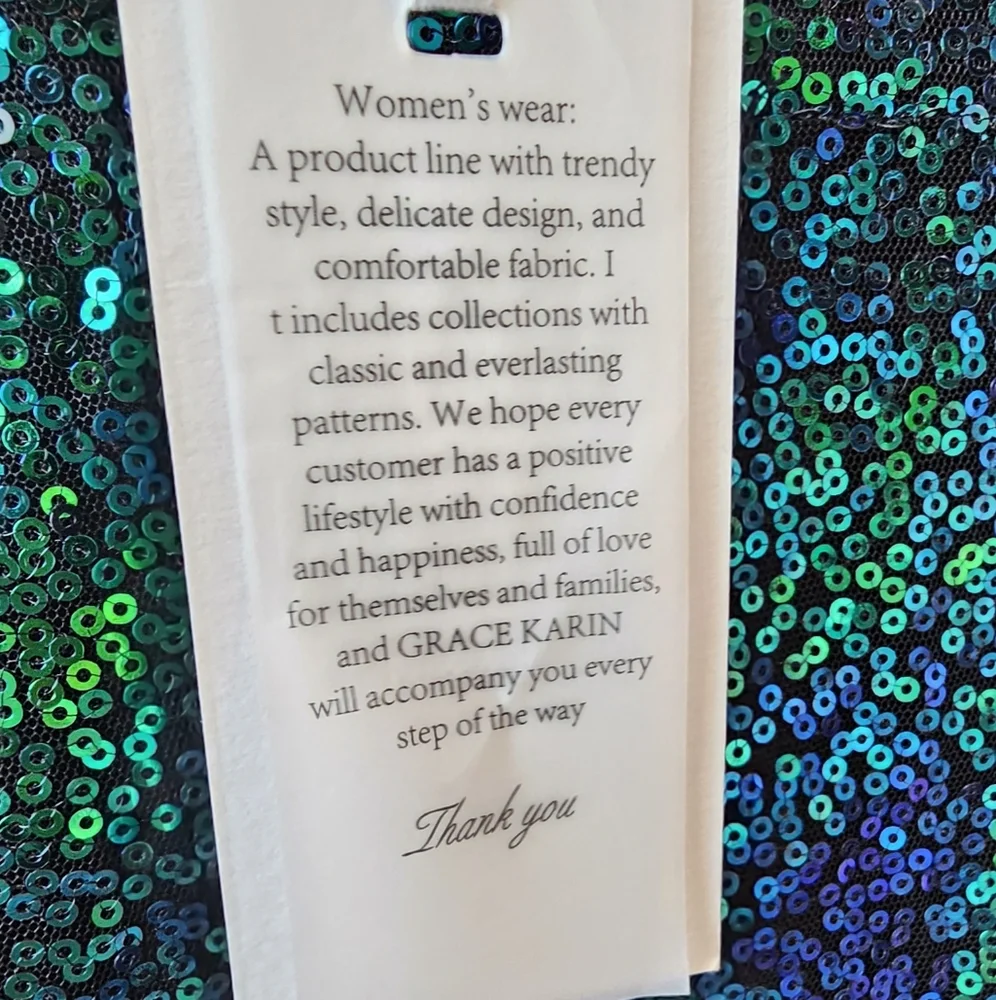 Women's wear:
A product line with trendy
style, delicate design, and
comfortable fabric. I
t includes collections with
classic and everlasting
patterns. We hope every
customer has a positive
lifestyle with confidence
and happiness, full of love
for themselves and families,
and GRACE KARIN
will accompany you every
step of the way
Thank you